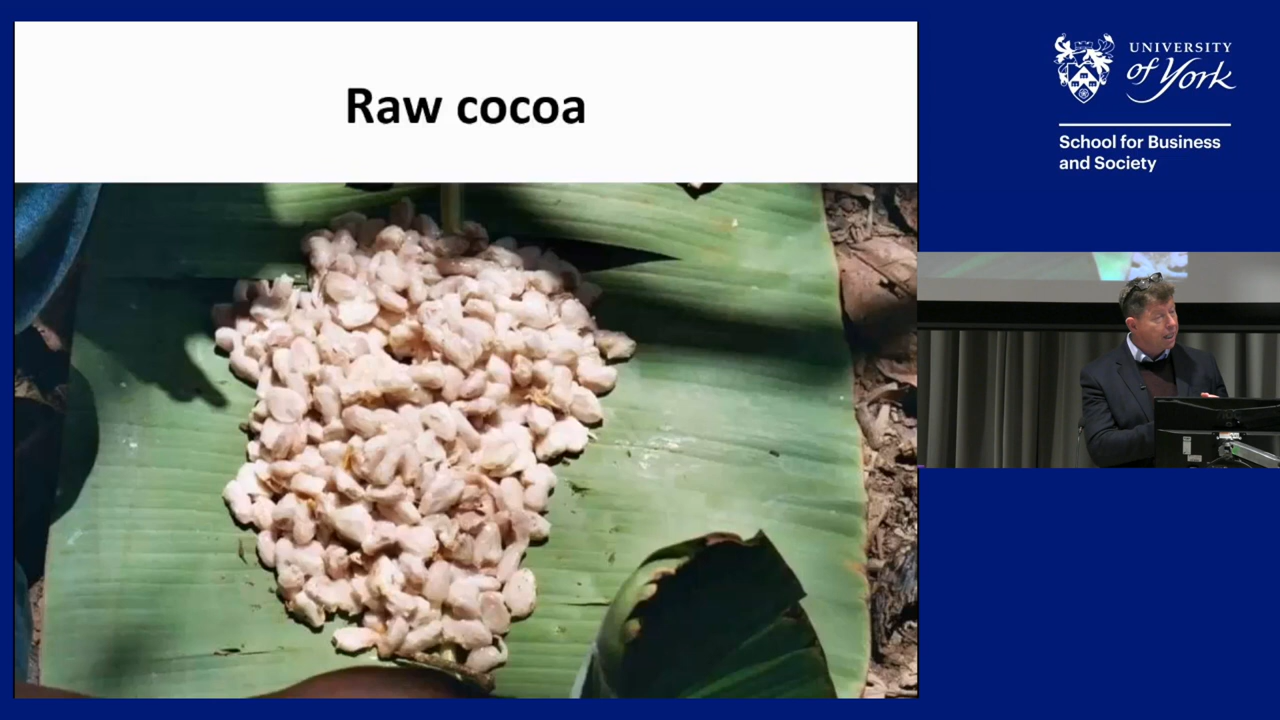 Raw cocoa
UNIVERSITY
of York
School for Business
and Society